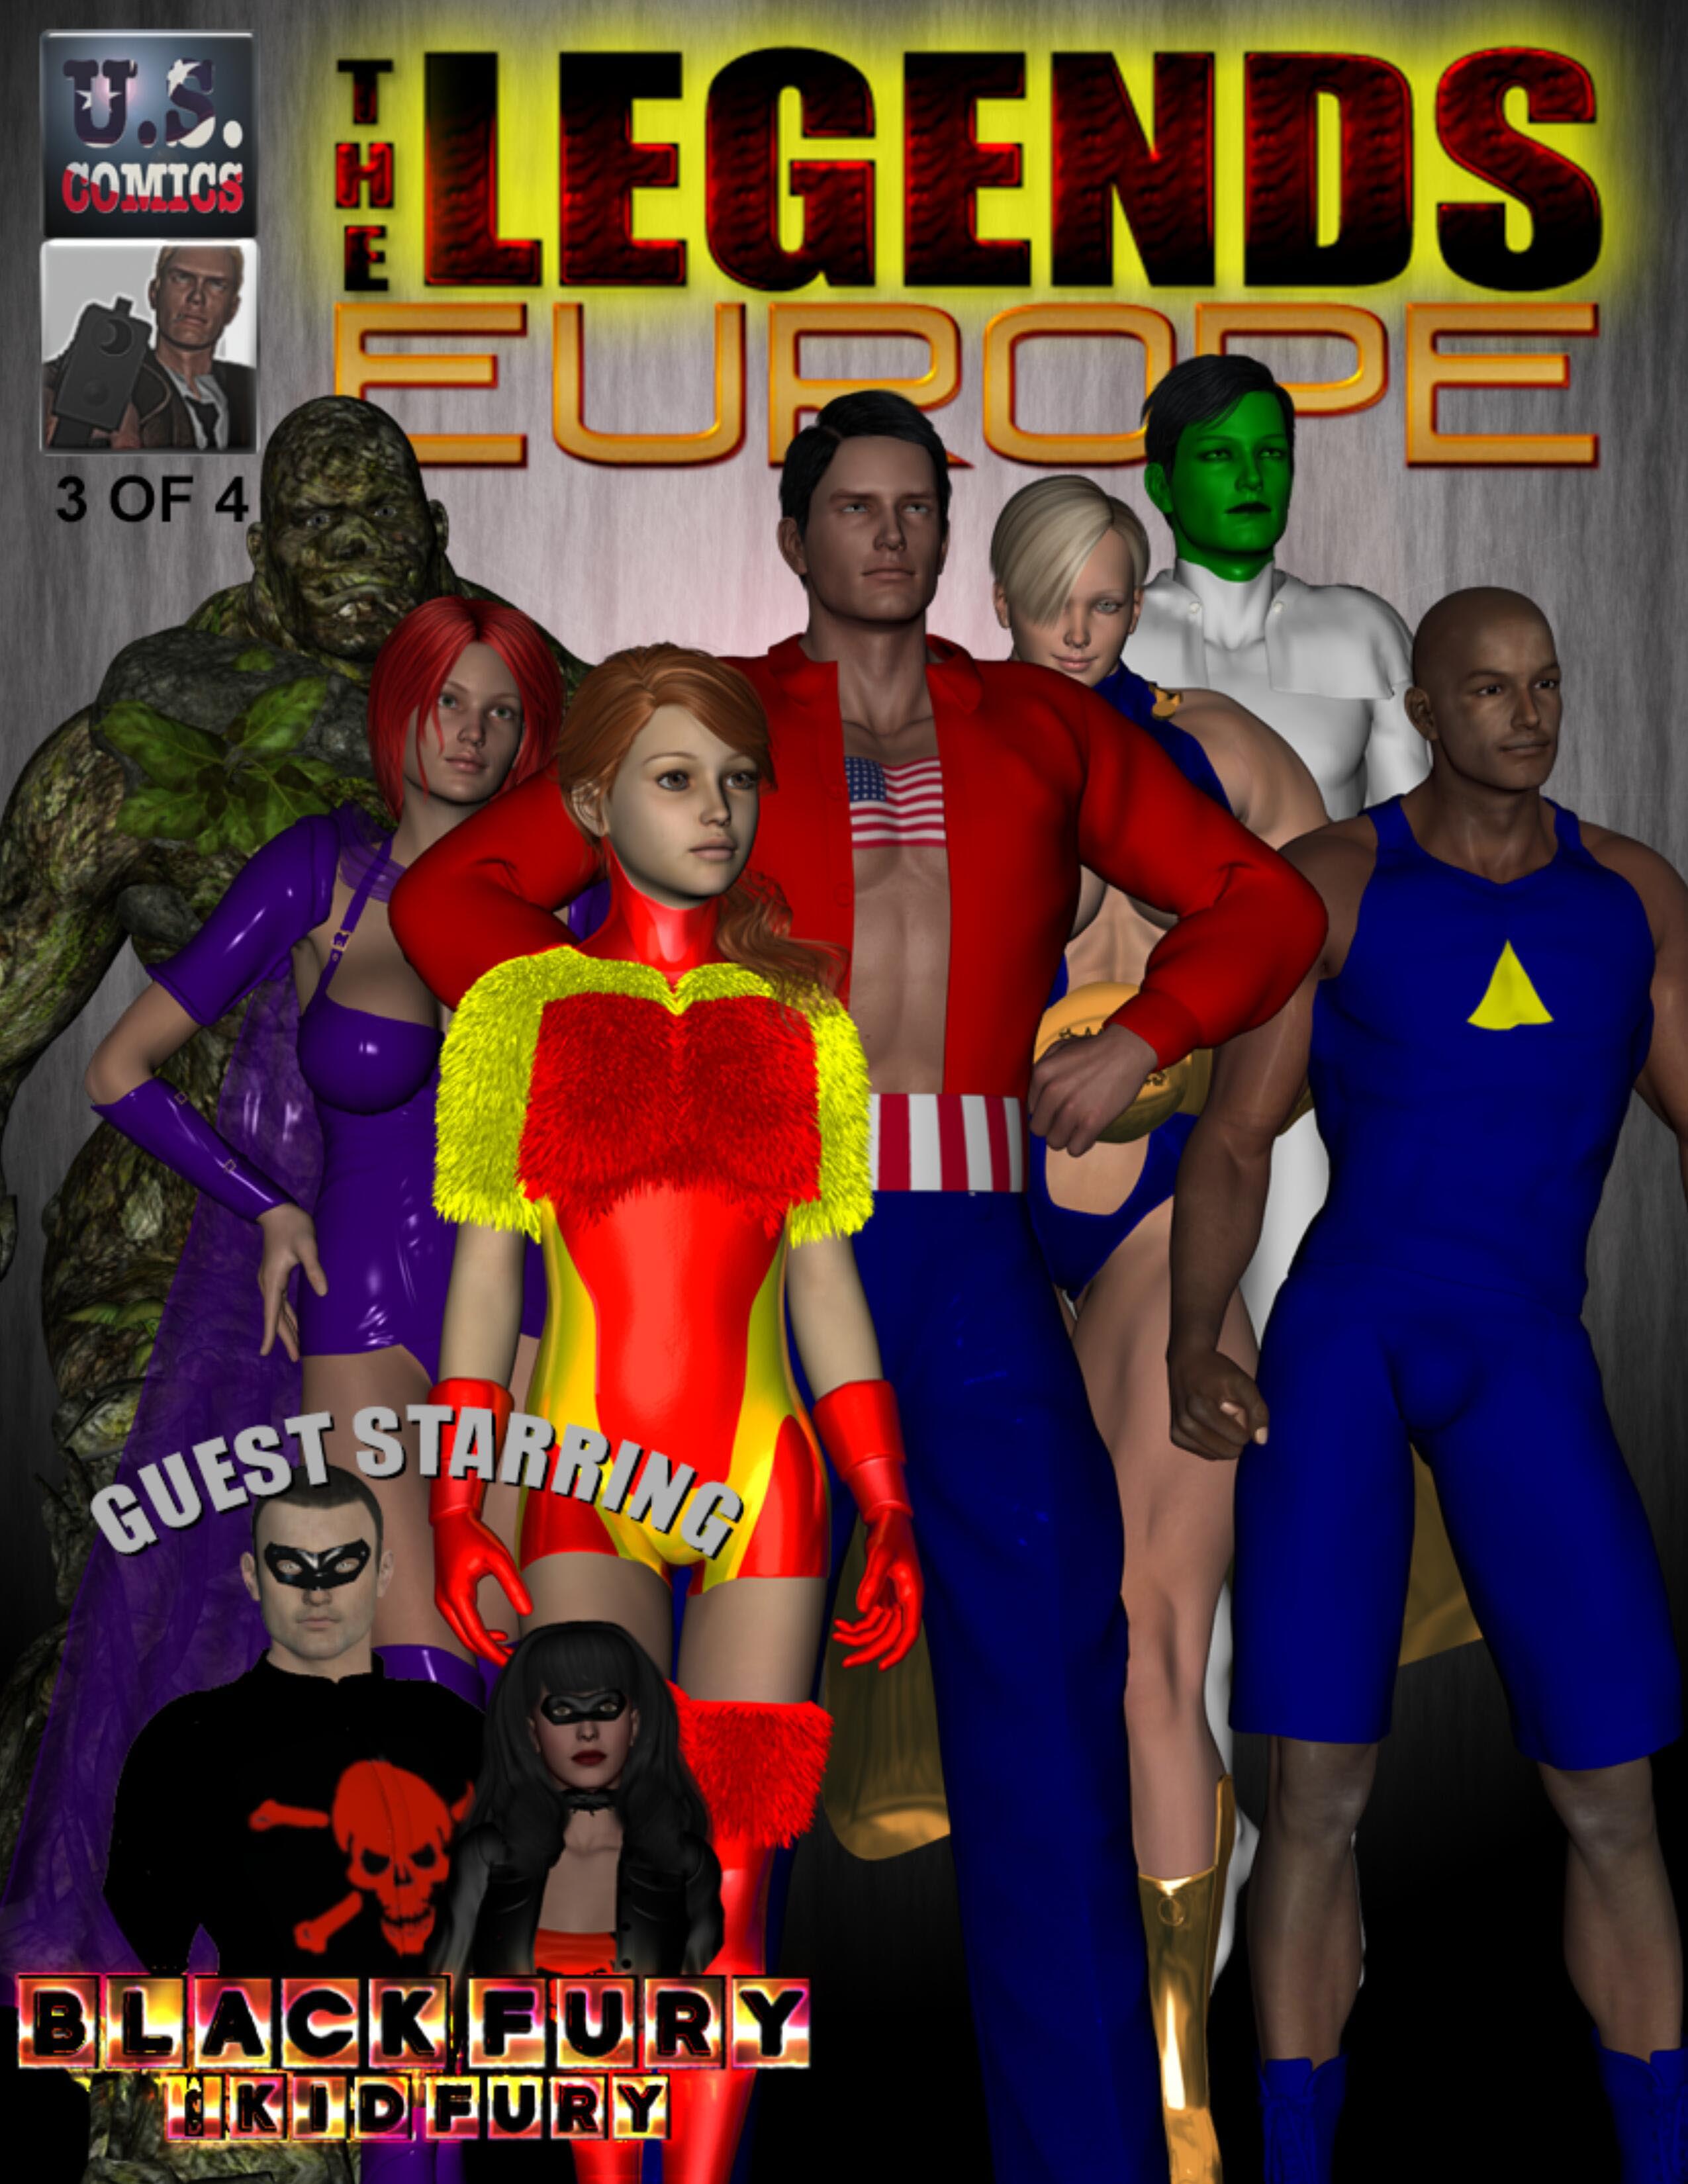 U.S.
COMICS
THE LEGENDS
EUROPE
3 OF 4
GUEST STARRING
BLACK FURY
KID FURY